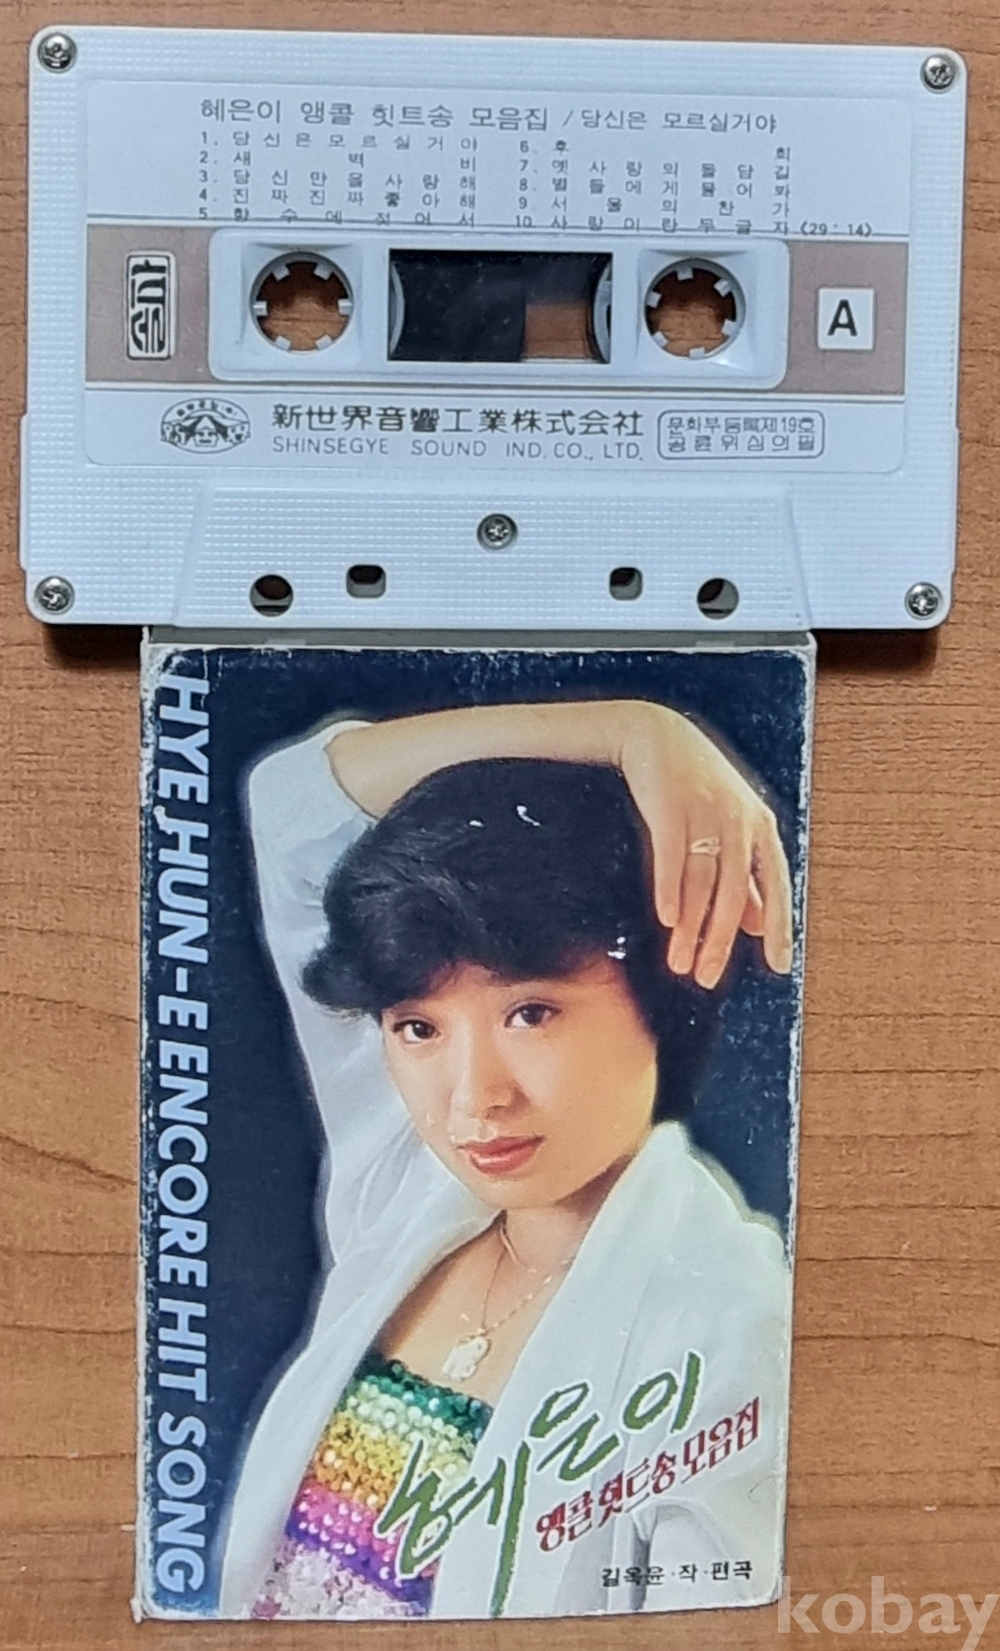 혜은이 앵콜 힛트송 모음집 / 당신은 모르실거야
1. 당신은모르실거야
2. 새벽비
3. 당신만을사랑해
4. 진짜진짜좋아해
5. 향수에젖어서
6. 후회
7. 옛사랑의돌담길
8. 별들에게물어봐
9. 서울의찬가
10. 사랑이란두글자 (29:14)
A
新世界音響工業株式会社
SHINSEGYE SOUND IND. CO., LTD.
문화부등록제19호
공륜위심의필
HYE HUN-E ENCORE HIT SONG
혜은이
앵콜 힛트송 모음집
길옥윤·작·편곡
kobay